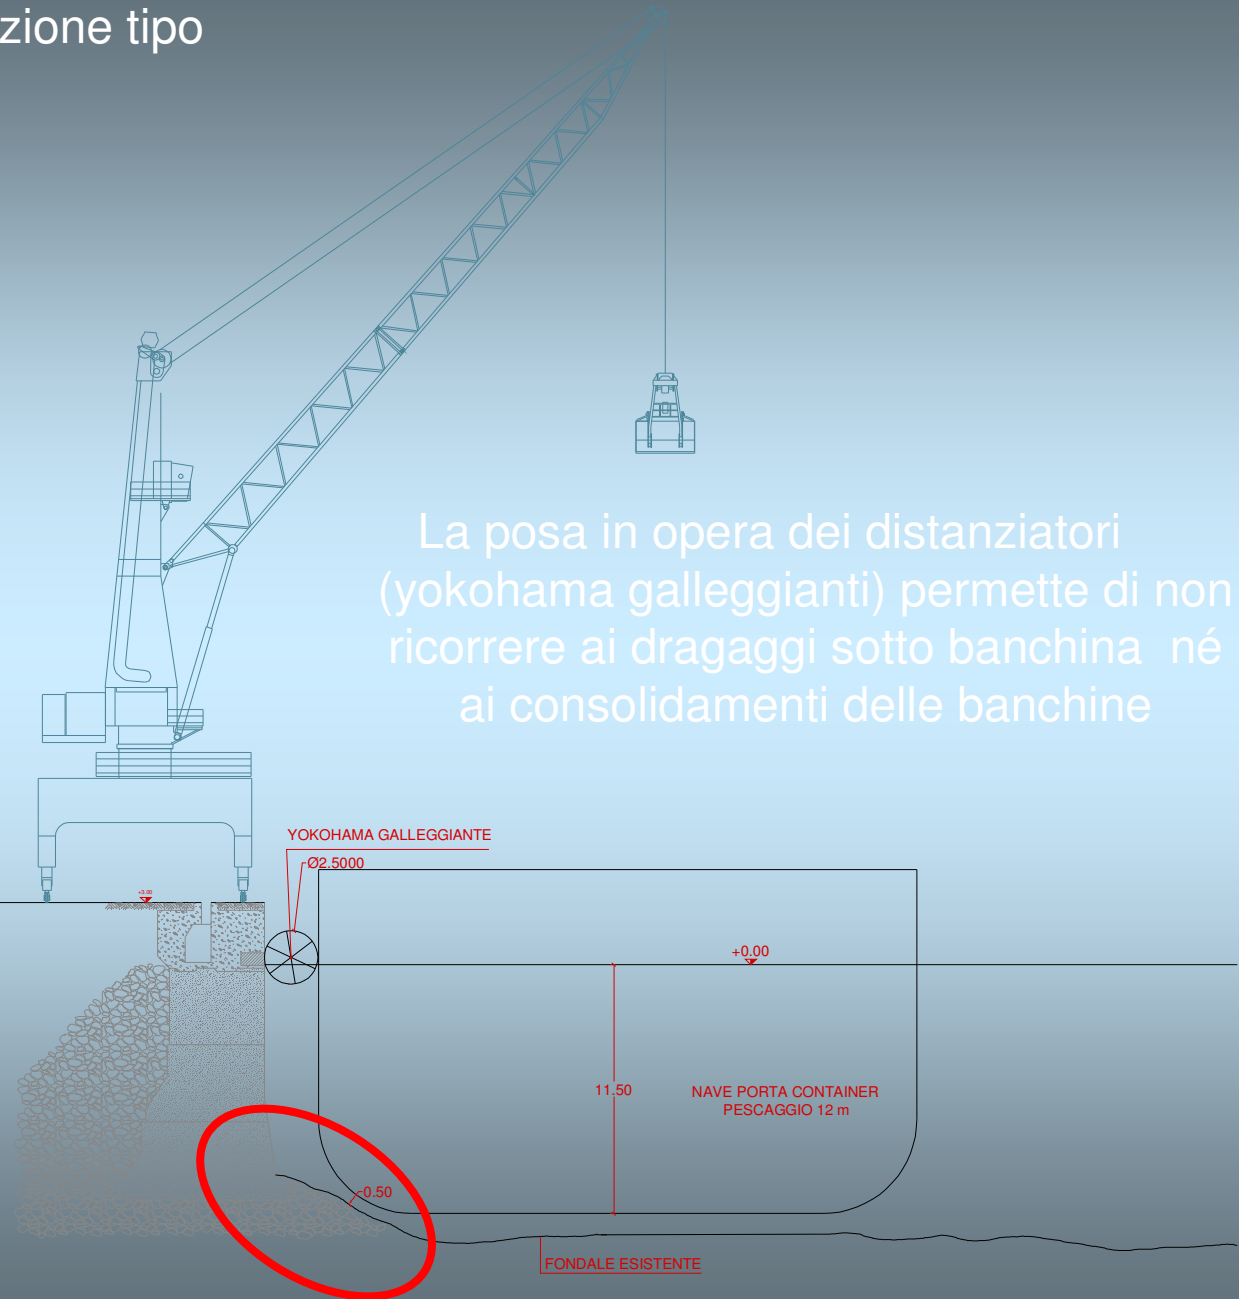 zione tipo
La posa in opera dei distanziatori
(yokohama galleggianti) permette di non
ricorrere ai dragaggi sotto banchina né
ai consolidamenti delle banchine
YOKOHAMA GALLEGGIANTE
Ø2.5000
+3.00
+0.00
11.50
NAVE PORTA CONTAINER
PESCAGGIO 12 m
0.50
FONDALE ESISTENTE